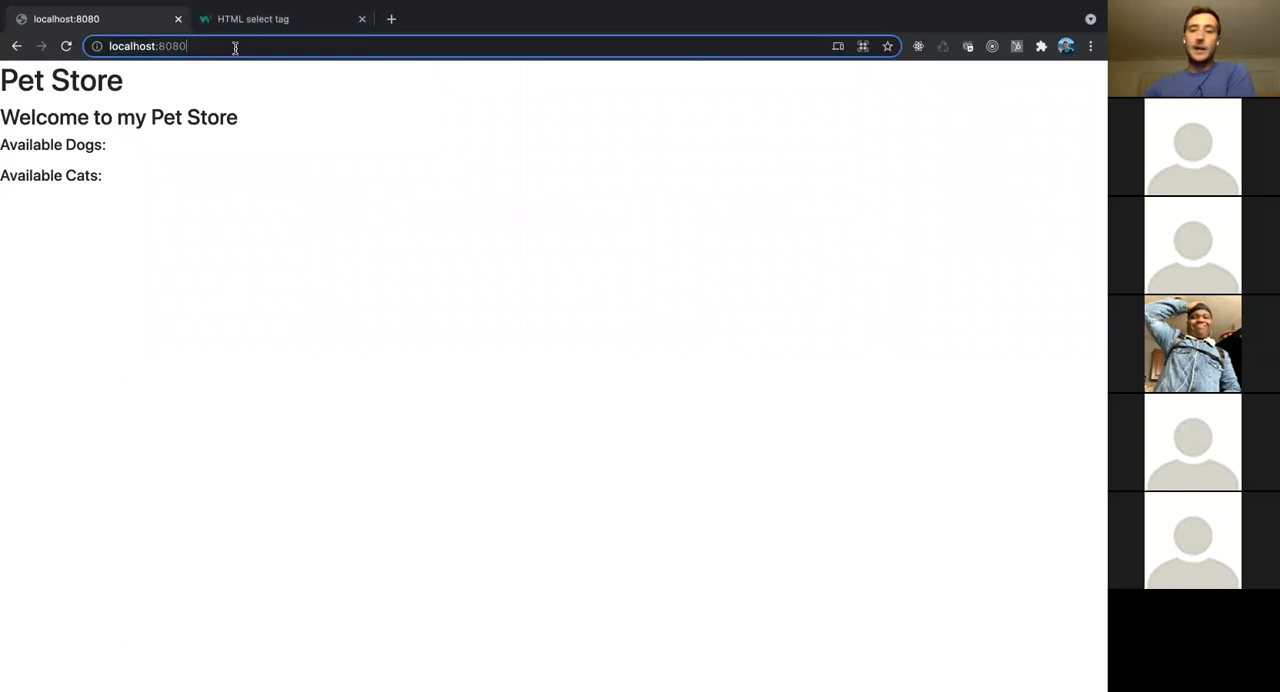 localhost:8080
HTML select tag
localhost:8080
Pet Store
Welcome to my Pet Store
Available Dogs:
Available Cats: